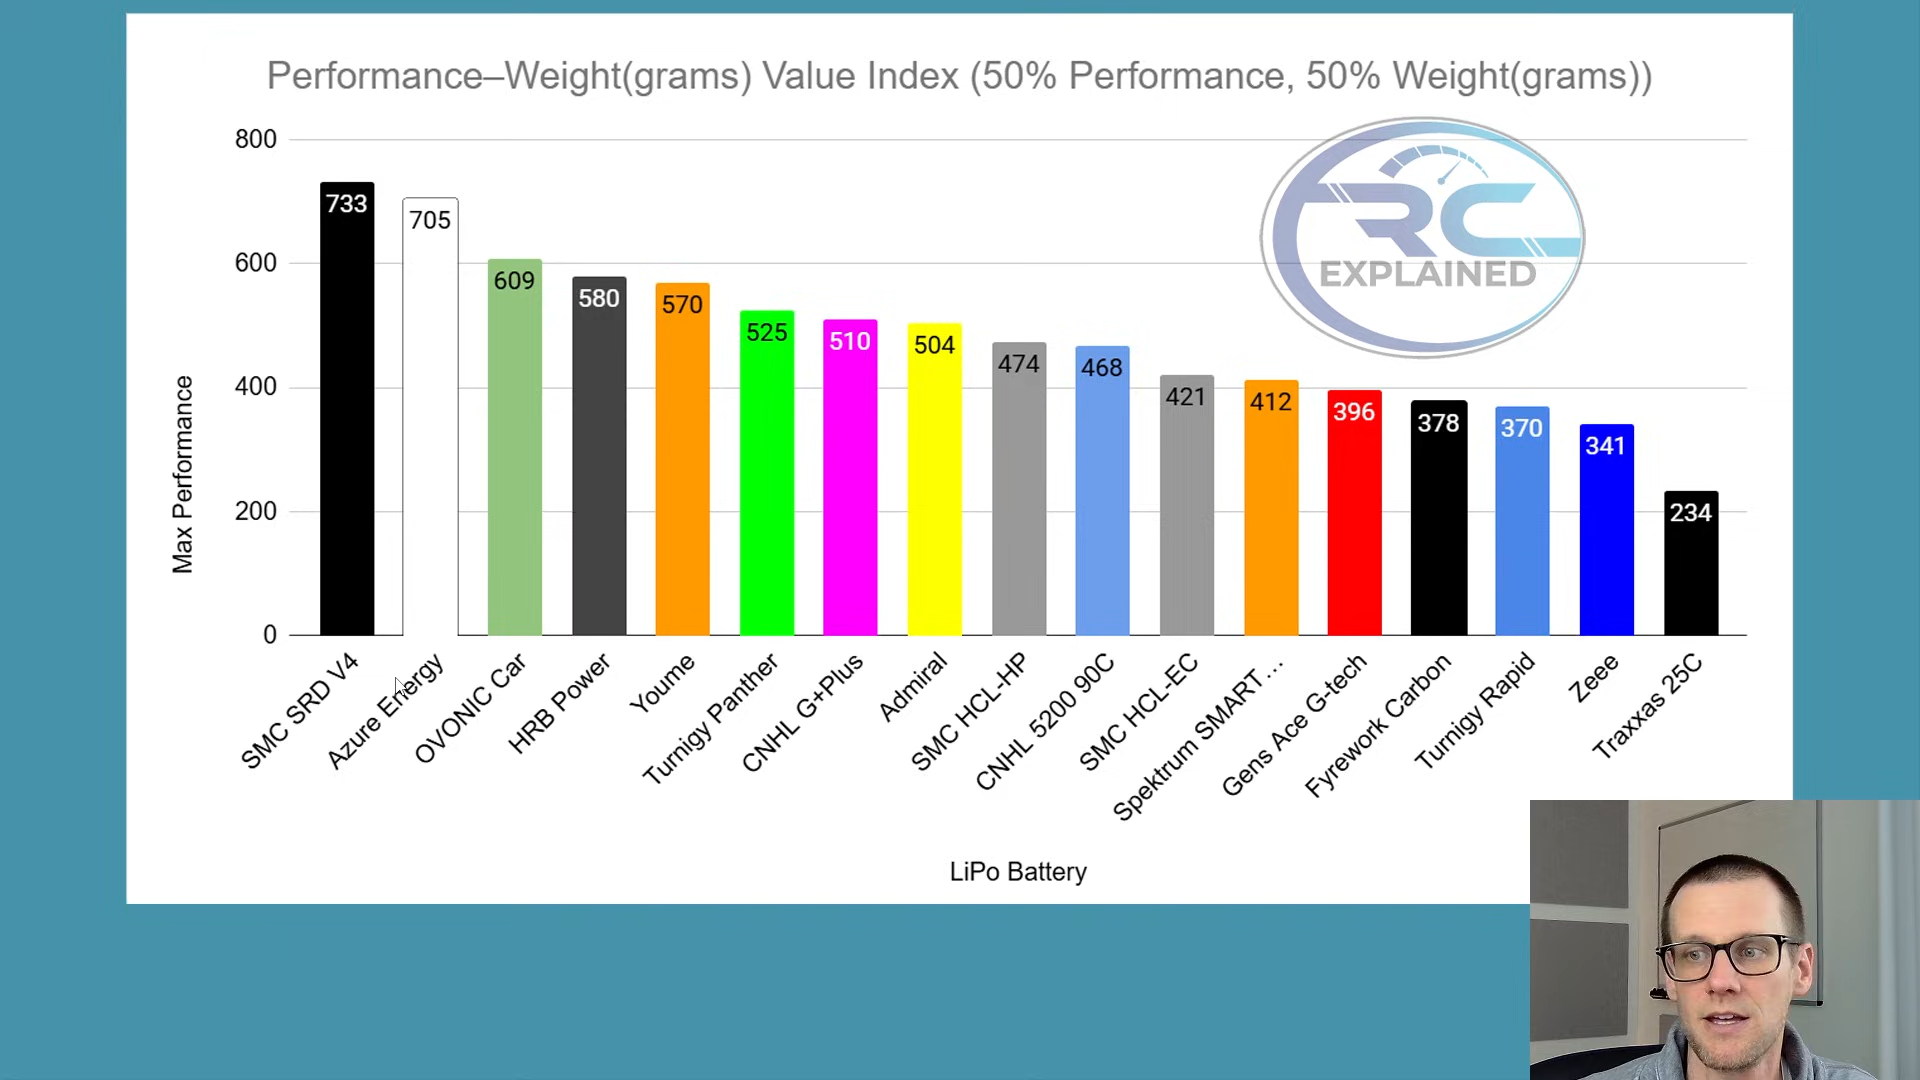 Performance–Weight(grams) Value Index (50% Performance, 50% Weight(grams))
800
600
400
200
0
Max Performance
733
705
609
580
570
525
510
504
474
468
421
412
396
378
370
341
234
RC
EXPLAINED
SMC SRD V4
Azure Energy
OVONIC Car
HRB Power
Youme
Turnigy Panther
CNHL G+Plus
Admiral
SMC HCL-HP
CNHL 5200 90C
SMC HCL-EC
Spektrum SMART…
Gens Ace G-tech
Fyrework Carbon
Turnigy Rapid
Zeee
Traxxas 25C
LiPo Battery